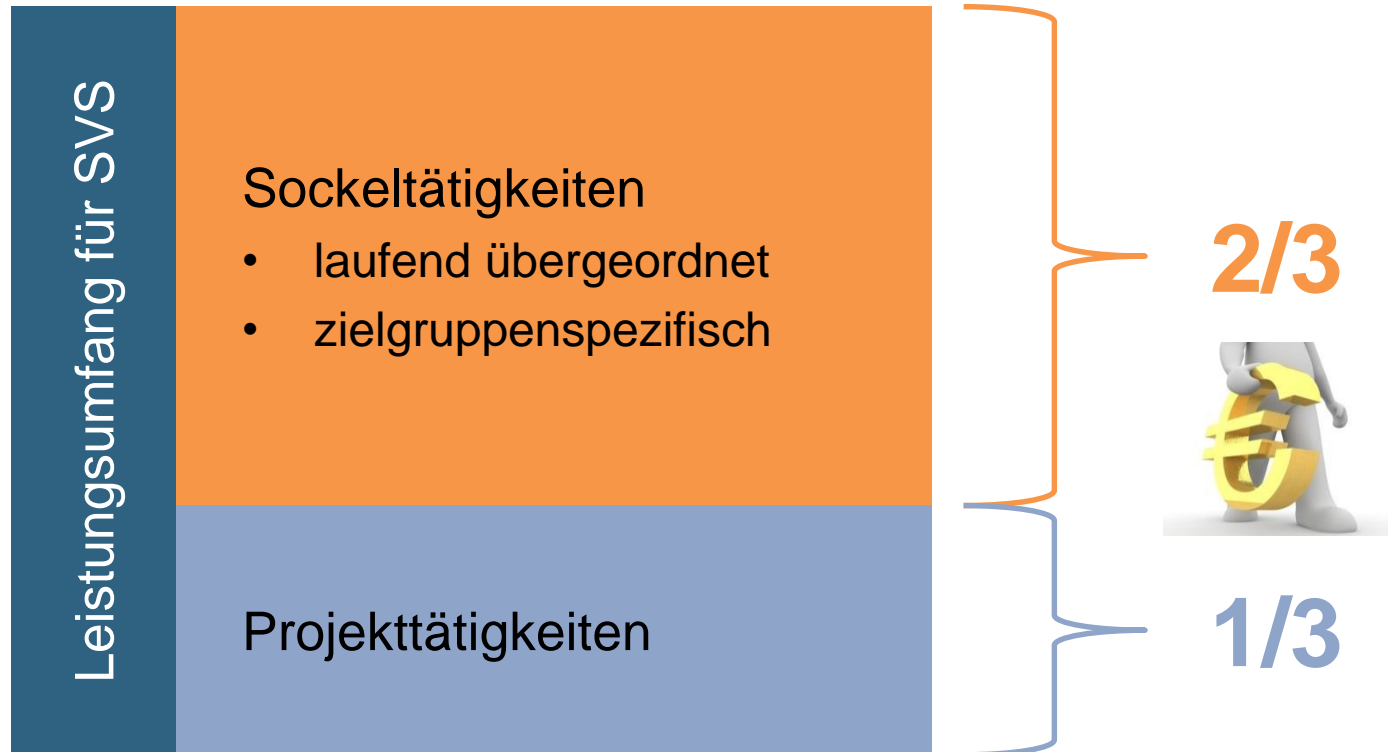 Leistungsumfang für SVS
Sockeltätigkeiten
• laufend übergeordnet
• zielgruppenspezifisch
2/3
€
Projekttätigkeiten
1/3